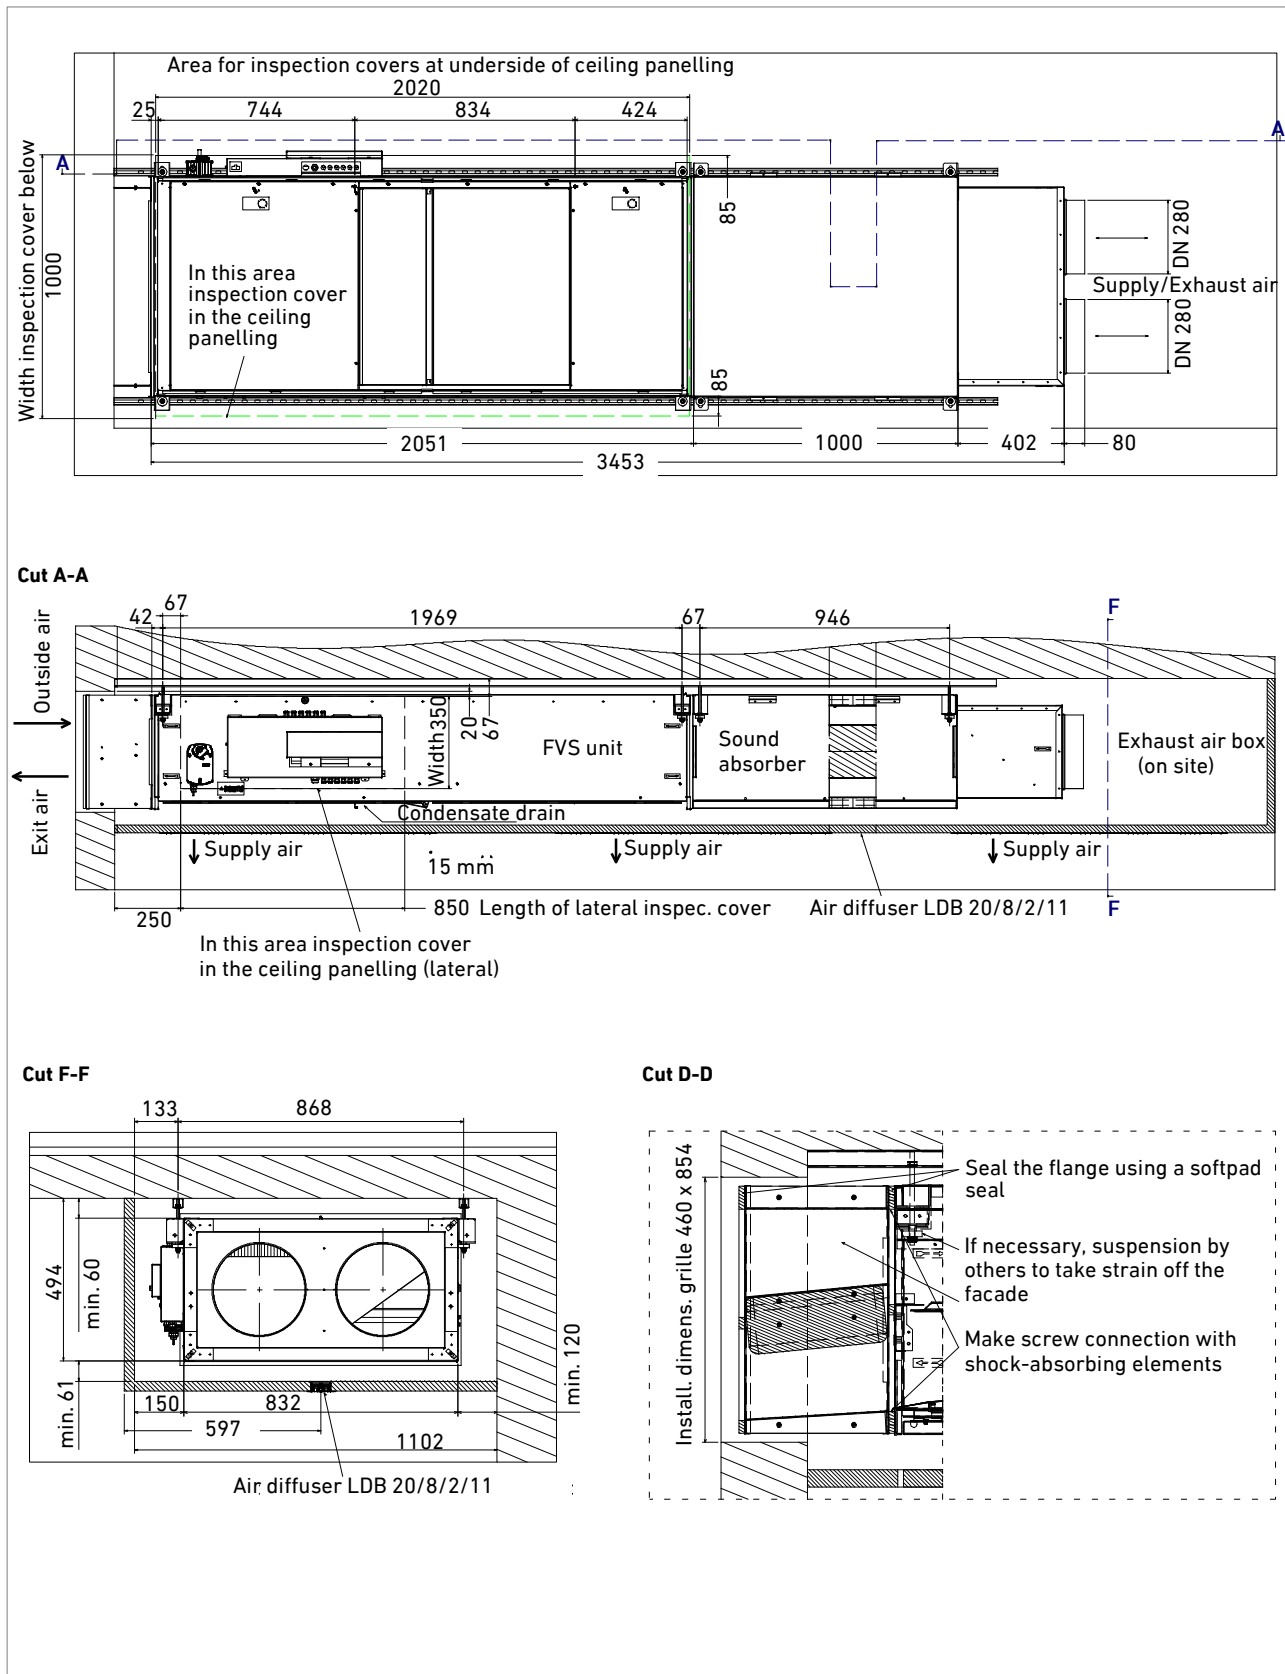 Area for inspection covers at underside of ceiling panelling
2020
25
744
834
424
A
A
Width inspection cover below
1000
85
DN 280
In this area
inspection cover
in the ceiling
panelling
Supply/Exhaust air
DN 280
85
2051
1000
402
80
3453
Cut A-A
Outside air
42
67
1969
67
946
F
Width 350
20
67
FVS unit
Sound
absorber
Exhaust air box
(on site)
Exit air
Condensate drain
Supply air
Supply air
Supply air
15 mm
250
850 Length of lateral inspec. cover
Air diffuser LDB 20/8/2/11
F
In this area inspection cover
in the ceiling panelling (lateral)
Cut F-F
133
868
494
min. 60
min. 61
min. 120
150
832
597
1102
Air diffuser LDB 20/8/2/11
Cut D-D
Install. dimens. grille 460 x 854
Seal the flange using a softpad
seal
If necessary, suspension by
others to take strain off the
facade
Make screw connection with
shock-absorbing elements